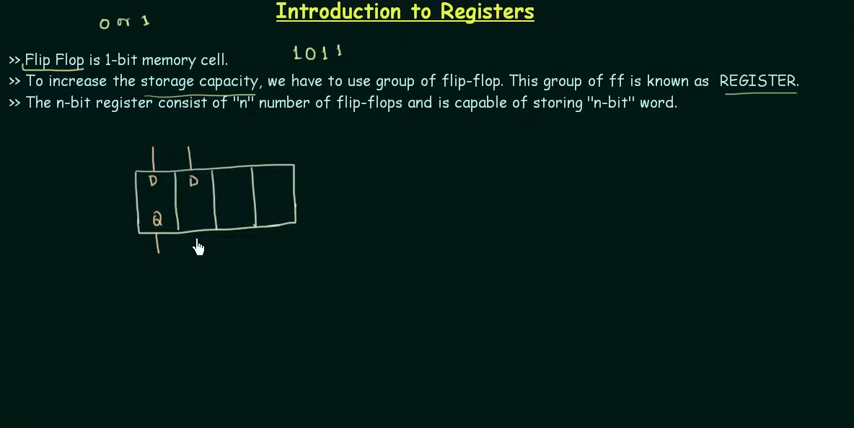 Introduction to Registers
0 or 1
>> Flip Flop is 1-bit memory cell.
1011
>> To increase the storage capacity, we have to use group of flip-flop. This group of ff is known as REGISTER.
>> The n-bit register consist of "n" number of flip-flops and is capable of storing "n-bit" word.
D D
Q